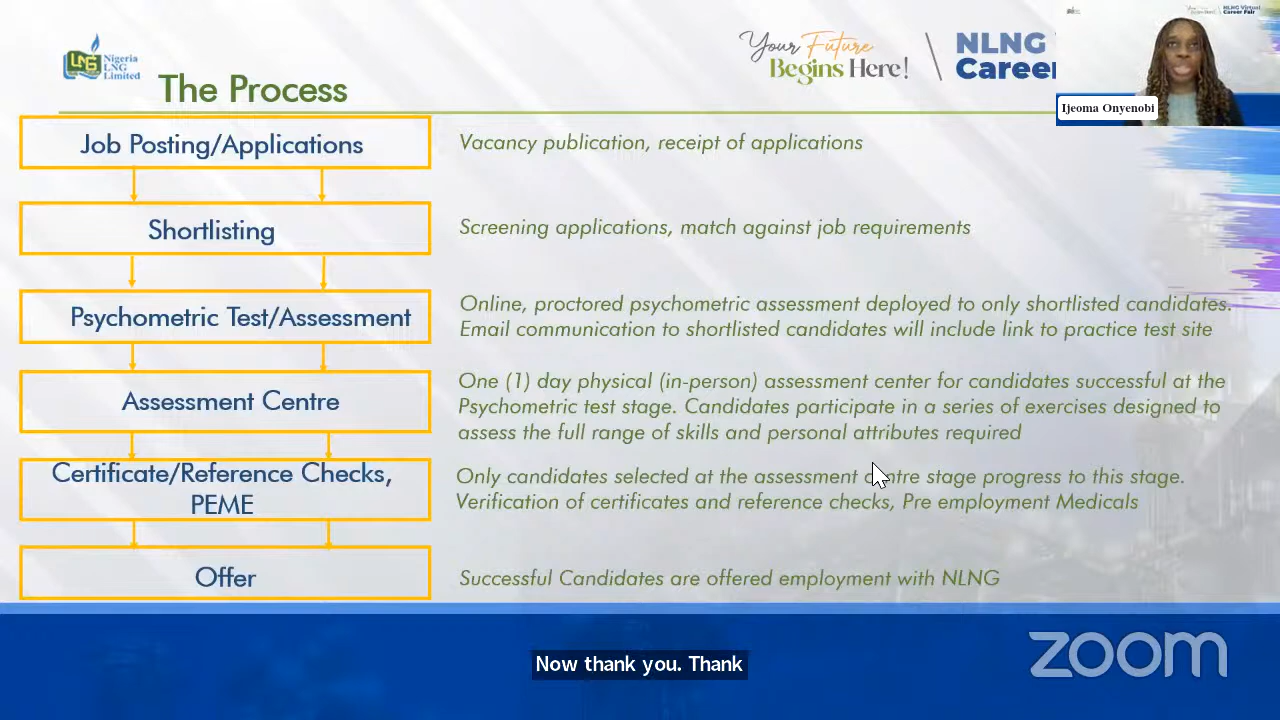 NLNG Virtual
Career Fair
LNG
Nigeria
LNG
Limited
The Process
Your Future
Begins Here!
NLNG
Career
Ijeoma Onyenobi
Job Posting/Applications
Vacancy publication, receipt of applications
Shortlisting
Screening applications, match against job requirements
Psychometric Test/Assessment
Online, proctored psychometric assessment deployed to only shortlisted candidates.
Email communication to shortlisted candidates will include link to practice test site
Assessment Centre
One (1) day physical (in-person) assessment center for candidates successful at the
Psychometric test stage. Candidates participate in a series of exercises designed to
assess the full range of skills and personal attributes required
Certificate/Reference Checks,
PEME
Only candidates selected at the assessment centre stage progress to this stage.
Verification of certificates and reference checks, Pre employment Medicals
Offer
Successful Candidates are offered employment with NLNG
Now thank you. Thank
zoom